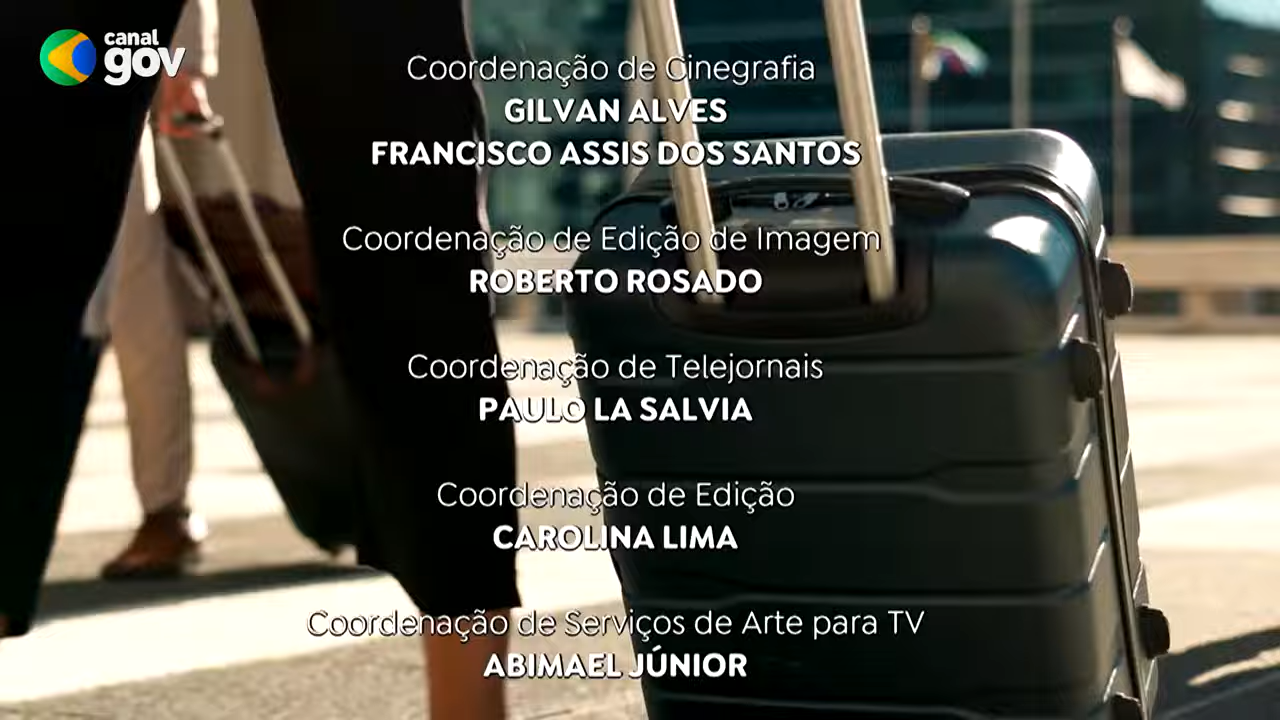 canal
gov
Coordenação de Cinegrafia
GILVAN ALVES
FRANCISCO ASSIS DOS SANTOS
Coordenação de Edição de Imagem
ROBERTO ROSADO
Coordenação de Telejornais
PAULO LA SALVIA
Coordenação de Edição
CAROLINA LIMA
Coordenação de Serviços de Arte para TV
ABIMAEL JÚNIOR